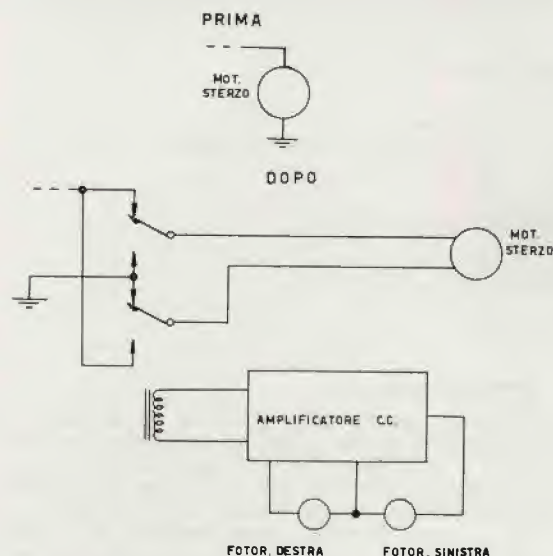 PRIMA
MOT.
STERZO
DOPO
MOT.
STERZO
AMPLIFICATORE C.C.
FOTOR. DESTRA FOTOR. SINISTRA